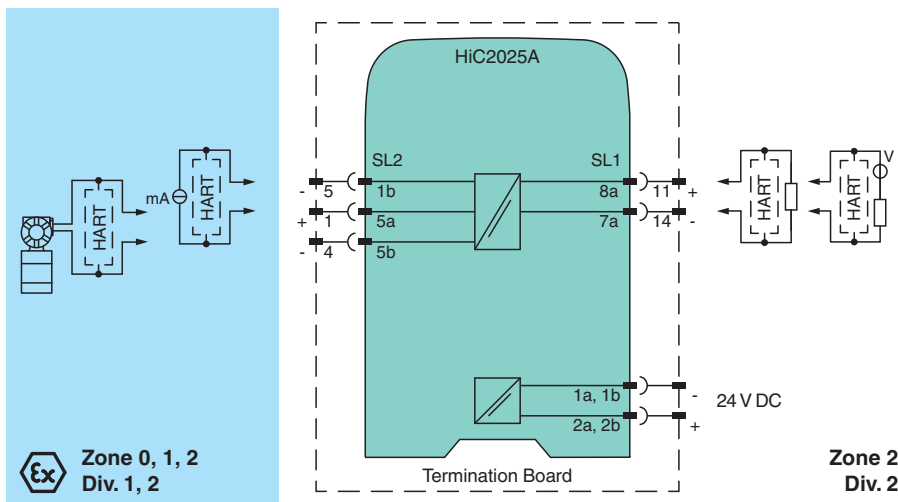 HiC2025A
SL2
SL1
- 5 1b
8a 11 +
+ 1 5a
7a 14 -
- 4 5b
HART
mA
HART
HART
HART
V
1a, 1b -
24 V DC
2a, 2b +
Termination Board
Ex
Zone 0, 1, 2
Div. 1, 2
Zone 2
Div. 2